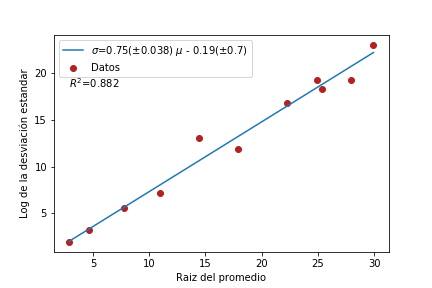 σ=0.75(±0.038) μ - 0.19(±0.7)
Datos
R²=0.882
20
15
10
5
Log de la desviación estandar
5
10
15
20
25
30
Raiz del promedio